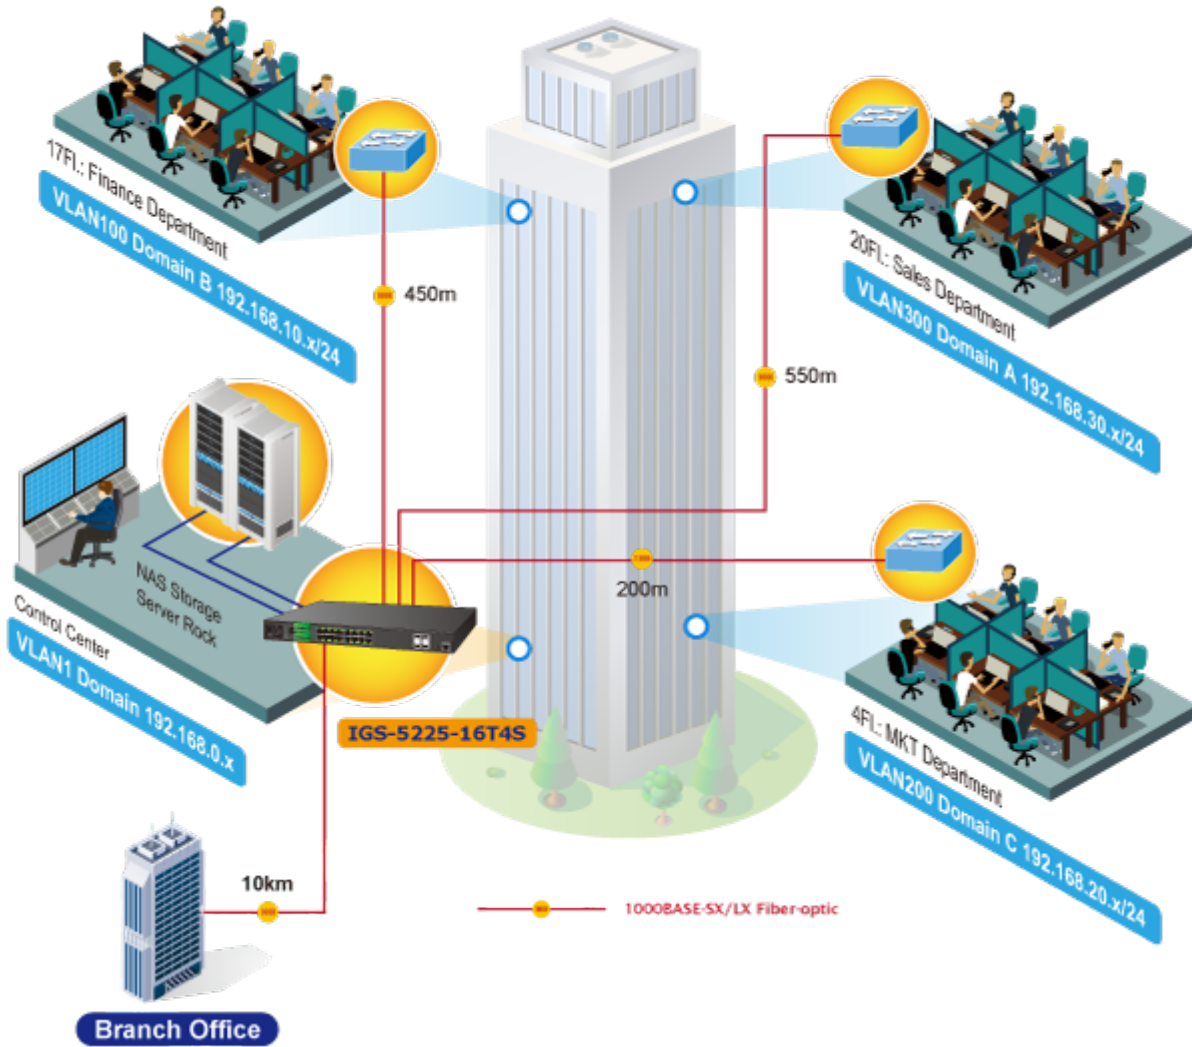 17Fl.: Finance Department
VLAN100 Domain B 192.168.10.x/24
450m
20Fl.: Sales Department
VLAN300 Domain A 192.168.30.x/24
550m
NAS Storage
Server Rock
Control Center
VLAN1 Domain 192.168.0.x
200m
IGS-5225-16T4S
4Fl.: MKT Department
VLAN200 Domain C 192.168.20.x/24
10km
1000BASE-SX/LX Fiber-optic
Branch Office